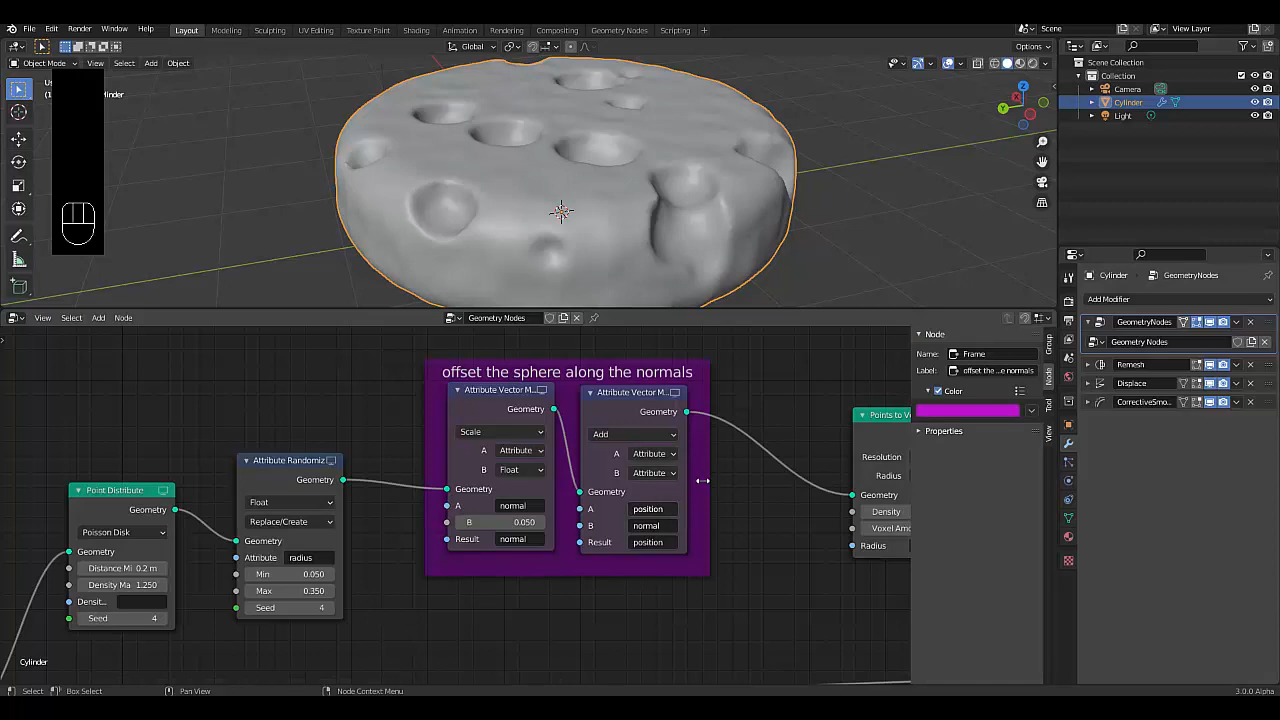 File Edit Render Window Help Layout Modeling Sculpting UV Editing Texture Paint Shading Animation Rendering Compositing Geometry Nodes Scripting + Scene View Layer
Global Options
Object Mode View Select Add Object
Scene Collection
Collection
Camera
Cylinder
Light
Cylinder GeometryNodes
Add Modifier
GeometryNodes
Geometry Nodes
Remesh
Displace
CorrectiveSmo...
View Select Add Node Geometry Nodes
Node
Name: Frame
Label: offset the ...e normals
Color
Properties
Group
Node
Tool
View
offset the sphere along the normals
Attribute Vector M...
Geometry
Scale
A Attribute
B Float
Geometry
A normal
B 0.050
Result normal
Attribute Vector M...
Geometry
Add
A Attribute
B Attribute
Geometry
A position
B normal
Result position
Points to V
Resolution
Radius
Geometry
Density
Voxel Amo
Radius
Attribute Randomiz
Geometry
Float
Replace/Create
Geometry
Attribute radius
Min 0.050
Max 0.350
Seed 4
Point Distribute
Geometry
Poisson Disk
Geometry
Distance Mi 0.2 m
Density Ma 1.250
Densit...
Seed 4
Cylinder
Select Box Select Pan View Node Context Menu 3.0.0 Alpha